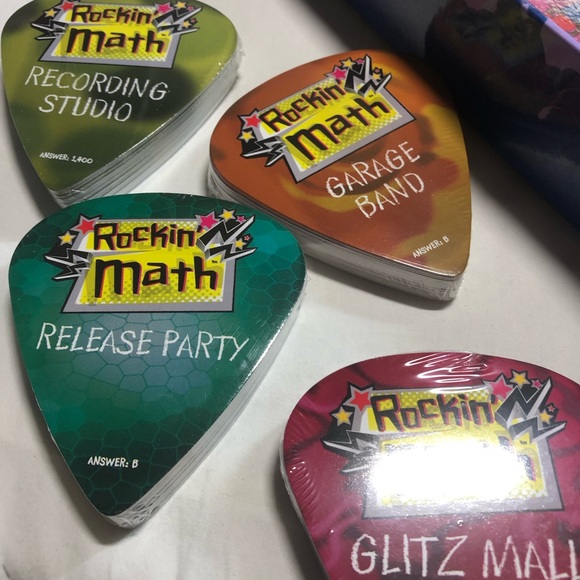 Rockin'
Math
RECORDING
STUDIO
ANSWER: 1,400
Rockin'
Math
GARAGE
BAND
ANSWER: B
Rockin'
Math
RELEASE PARTY
ANSWER: B
Rockin'
GLITZ MALL